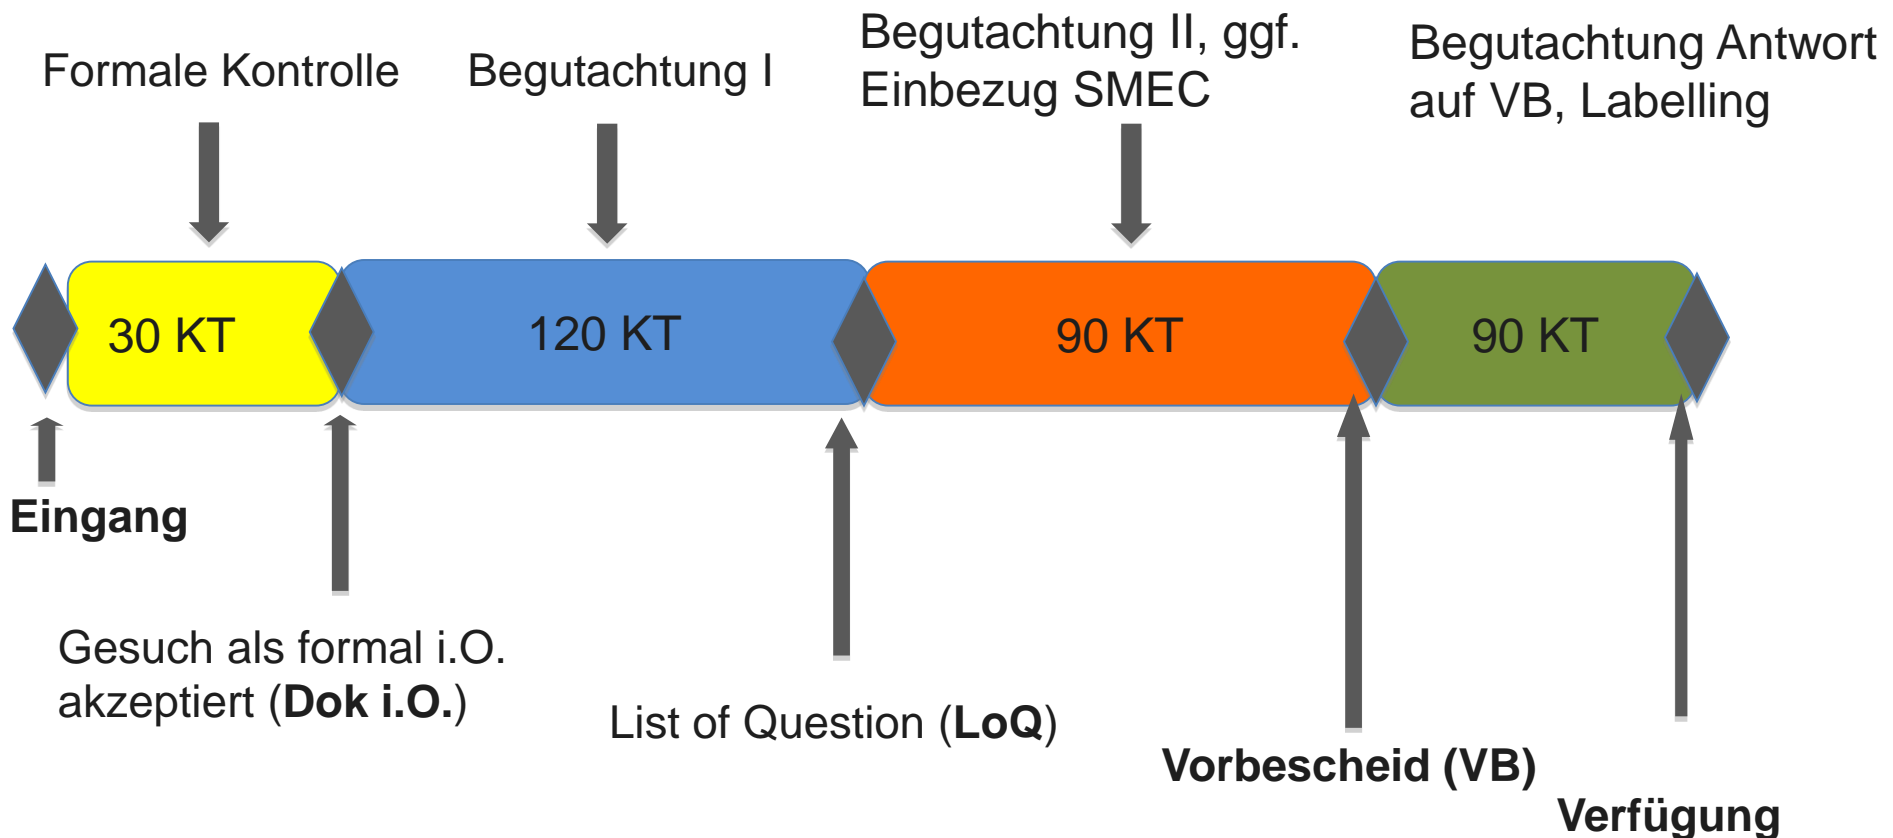 Formale Kontrolle
Begutachtung I
Begutachtung II, ggf.
Einbezug SMEC
Begutachtung Antwort
auf VB, Labelling
30 KT
120 KT
90 KT
90 KT
Eingang
Gesuch als formal i.O.
akzeptiert (Dok i.O.)
List of Question (LoQ)
Vorbescheid (VB)
Verfügung